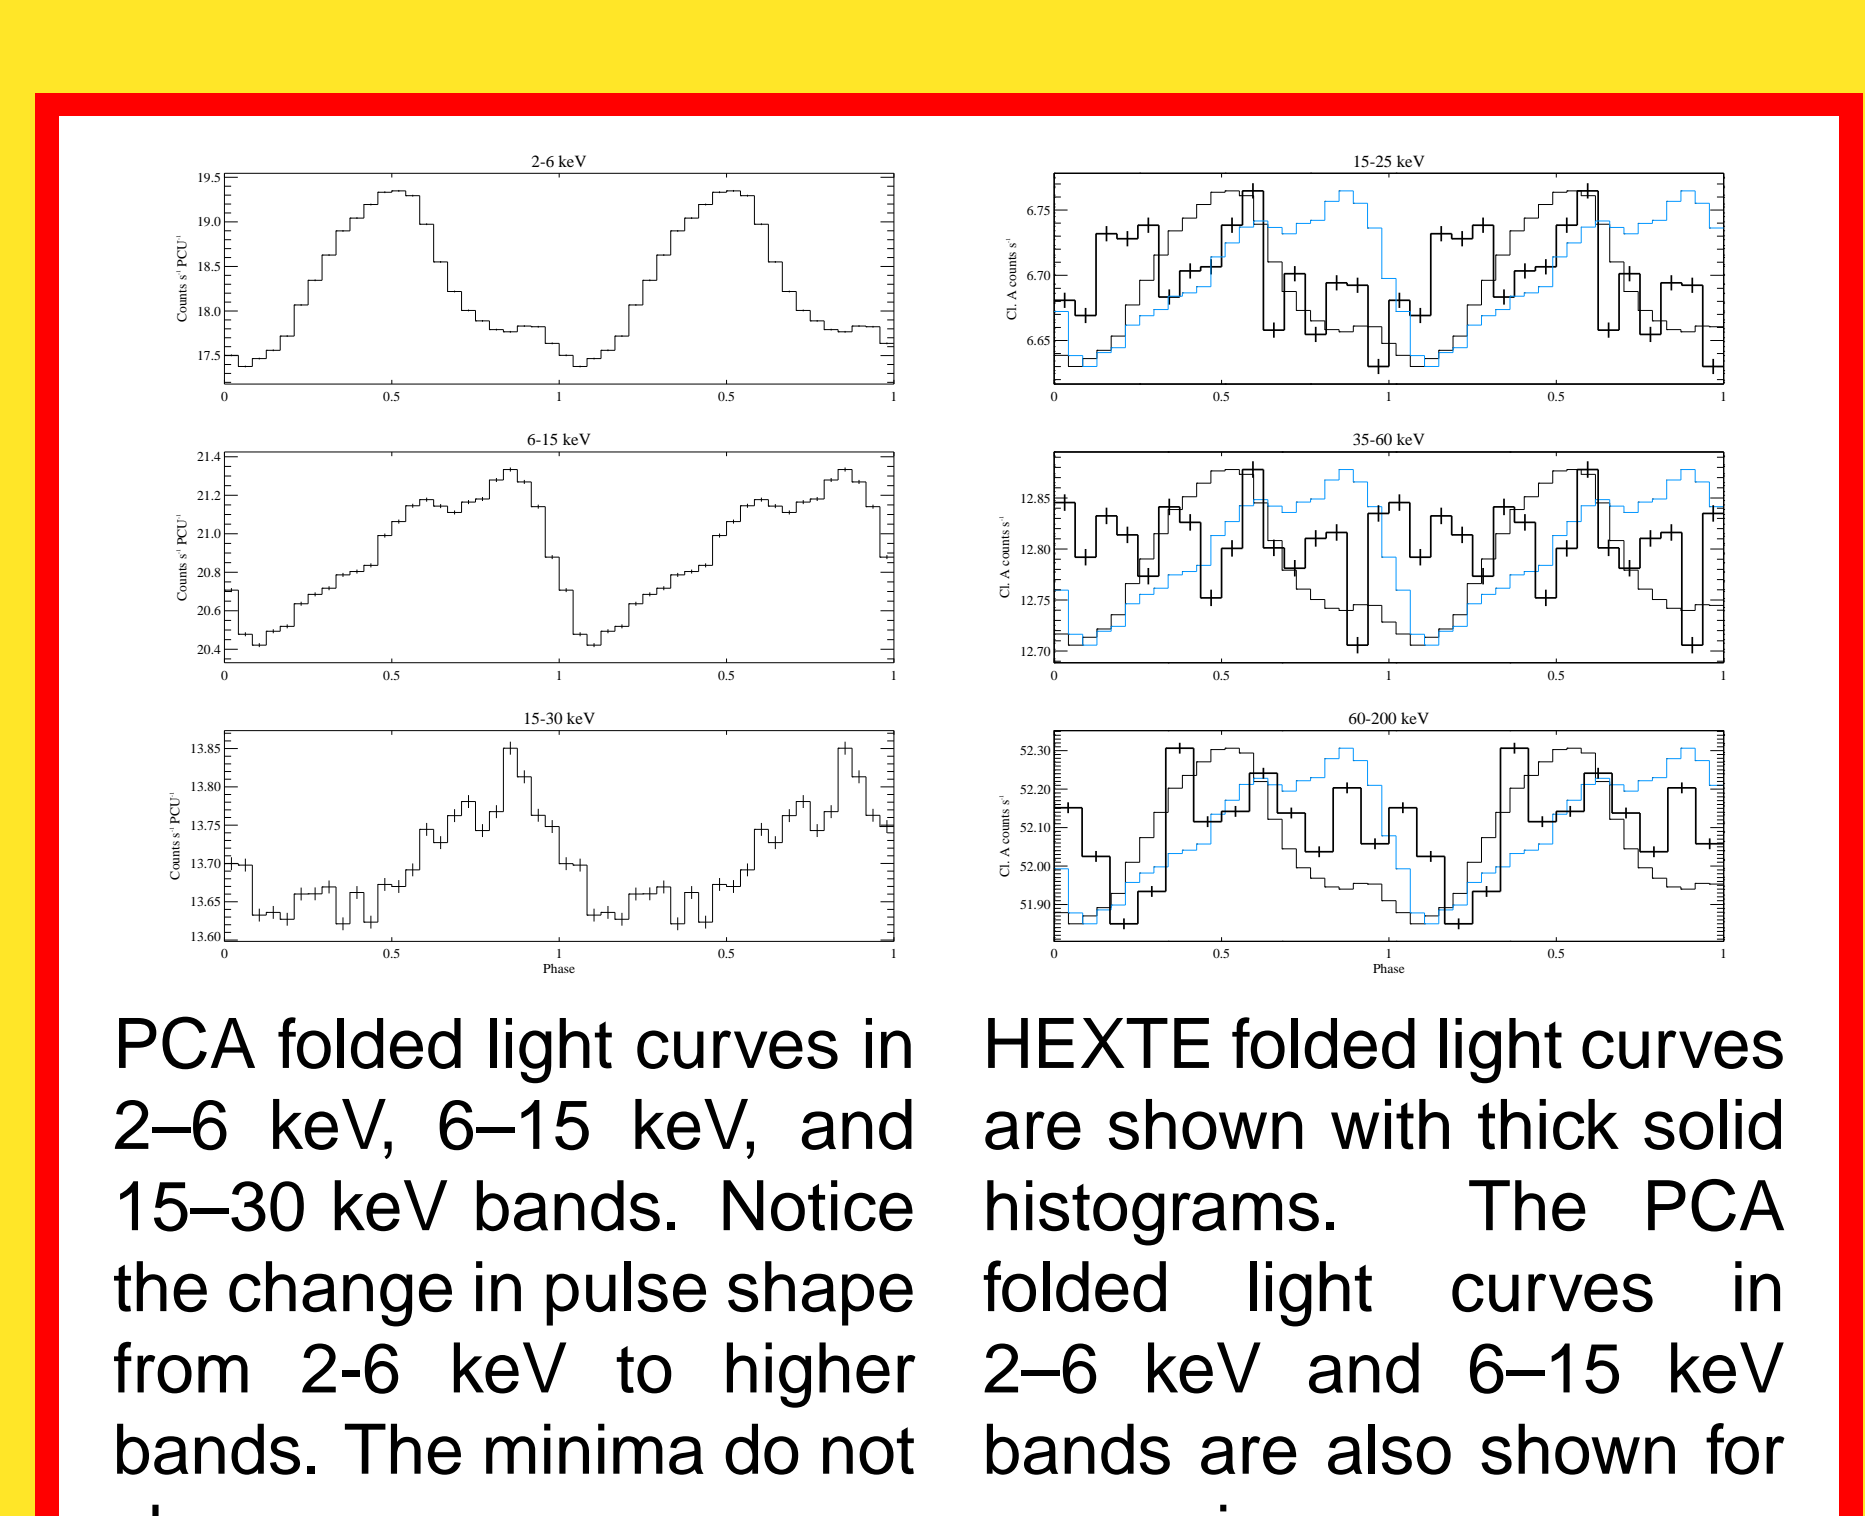 2-6 keV
19.5
19.0
18.5
18.0
17.5
Counts s⁻¹ PCU⁻¹
0 0.5 1 0.5 1
6-15 keV
21.4
21.2
21.0
20.8
20.6
20.4
Counts s⁻¹ PCU⁻¹
0 0.5 1 0.5 1
15-30 keV
13.85
13.80
13.75
13.70
13.65
13.60
Counts s⁻¹ PCU⁻¹
0 0.5 1 0.5 1
Phase
15-25 keV
6.75
6.70
6.65
Cl. A counts s⁻¹
0 0.5 1 0.5 1
35-60 keV
12.85
12.80
12.75
12.70
Cl. A counts s⁻¹
0 0.5 1 0.5 1
60-200 keV
52.30
52.20
52.10
52.00
51.90
Cl. A counts s⁻¹
0 0.5 1 0.5 1
Phase
PCA folded light curves in
2–6 keV, 6–15 keV, and
15–30 keV bands. Notice
the change in pulse shape
from 2-6 keV to higher
bands. The minima do not
HEXTE folded light curves
are shown with thick solid
histograms. The PCA
folded light curves in
2–6 keV and 6–15 keV
bands are also shown for